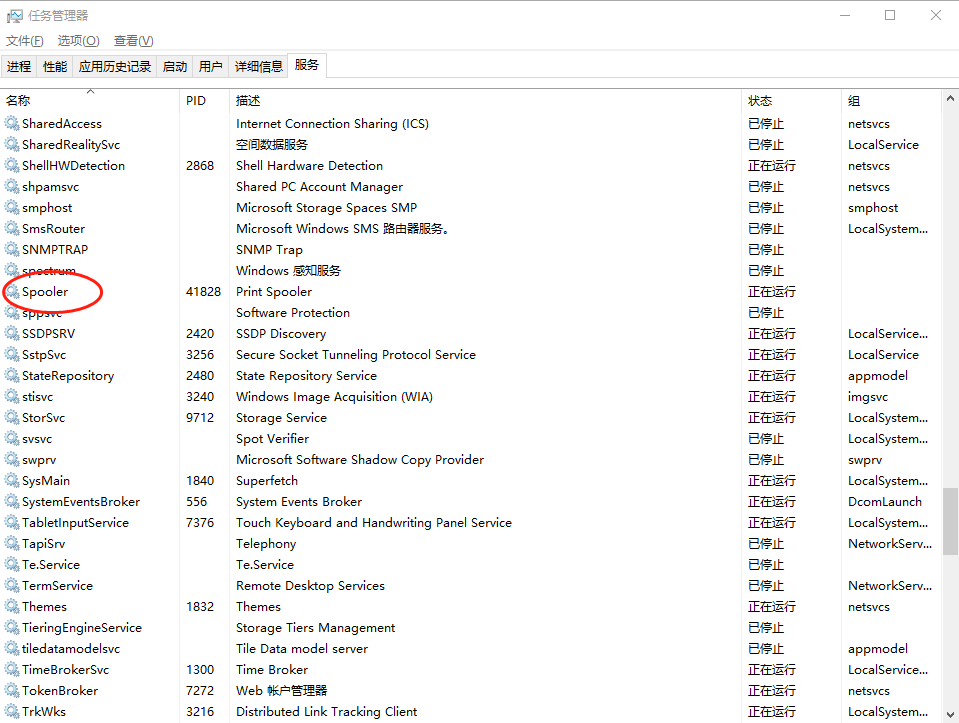 任务管理器
文件(F) 选项(O) 查看(V)
进程 性能 应用历史记录 启动 用户 详细信息 服务
名称 PID 描述 状态 组
SharedAccess Internet Connection Sharing (ICS) 已停止 netsvcs
SharedRealitySvc 空间数据服务 已停止 LocalService
ShellHWDetection 2868 Shell Hardware Detection 正在运行 netsvcs
shpamsvc Shared PC Account Manager 已停止 netsvcs
smphost Microsoft Storage Spaces SMP 已停止 smphost
SmsRouter Microsoft Windows SMS 路由器服务。 已停止 LocalSystem...
SNMPTRAP SNMP Trap 已停止
spectrum Windows 感知服务 已停止
Spooler 41828 Print Spooler 正在运行
sppsvc Software Protection 已停止
SSDPSRV 2420 SSDP Discovery 正在运行 LocalService...
SstpSvc 3256 Secure Socket Tunneling Protocol Service 正在运行 LocalService
StateRepository 2480 State Repository Service 正在运行 appmodel
stisvc 3240 Windows Image Acquisition (WIA) 正在运行 imgsvc
StorSvc 9712 Storage Service 正在运行 LocalSystem...
svsvc Spot Verifier 已停止 LocalSystem...
swprv Microsoft Software Shadow Copy Provider 已停止 swprv
SysMain 1840 Superfetch 正在运行 LocalSystem...
SystemEventsBroker 556 System Events Broker 正在运行 DcomLaunch
TabletInputService 7376 Touch Keyboard and Handwriting Panel Service 正在运行 LocalSystem...
TapiSrv Telephony 已停止 NetworkServ...
Te.Service Te.Service 已停止
TermService Remote Desktop Services 已停止 NetworkServ...
Themes 1832 Themes 正在运行 netsvcs
TieringEngineService Storage Tiers Management 已停止
tiledatamodelsvc Tile Data model server 已停止 appmodel
TimeBrokerSvc 1300 Time Broker 正在运行 LocalService...
TokenBroker 7272 Web 帐户管理器 正在运行 netsvcs
TrkWks 3216 Distributed Link Tracking Client 正在运行 LocalSystem...